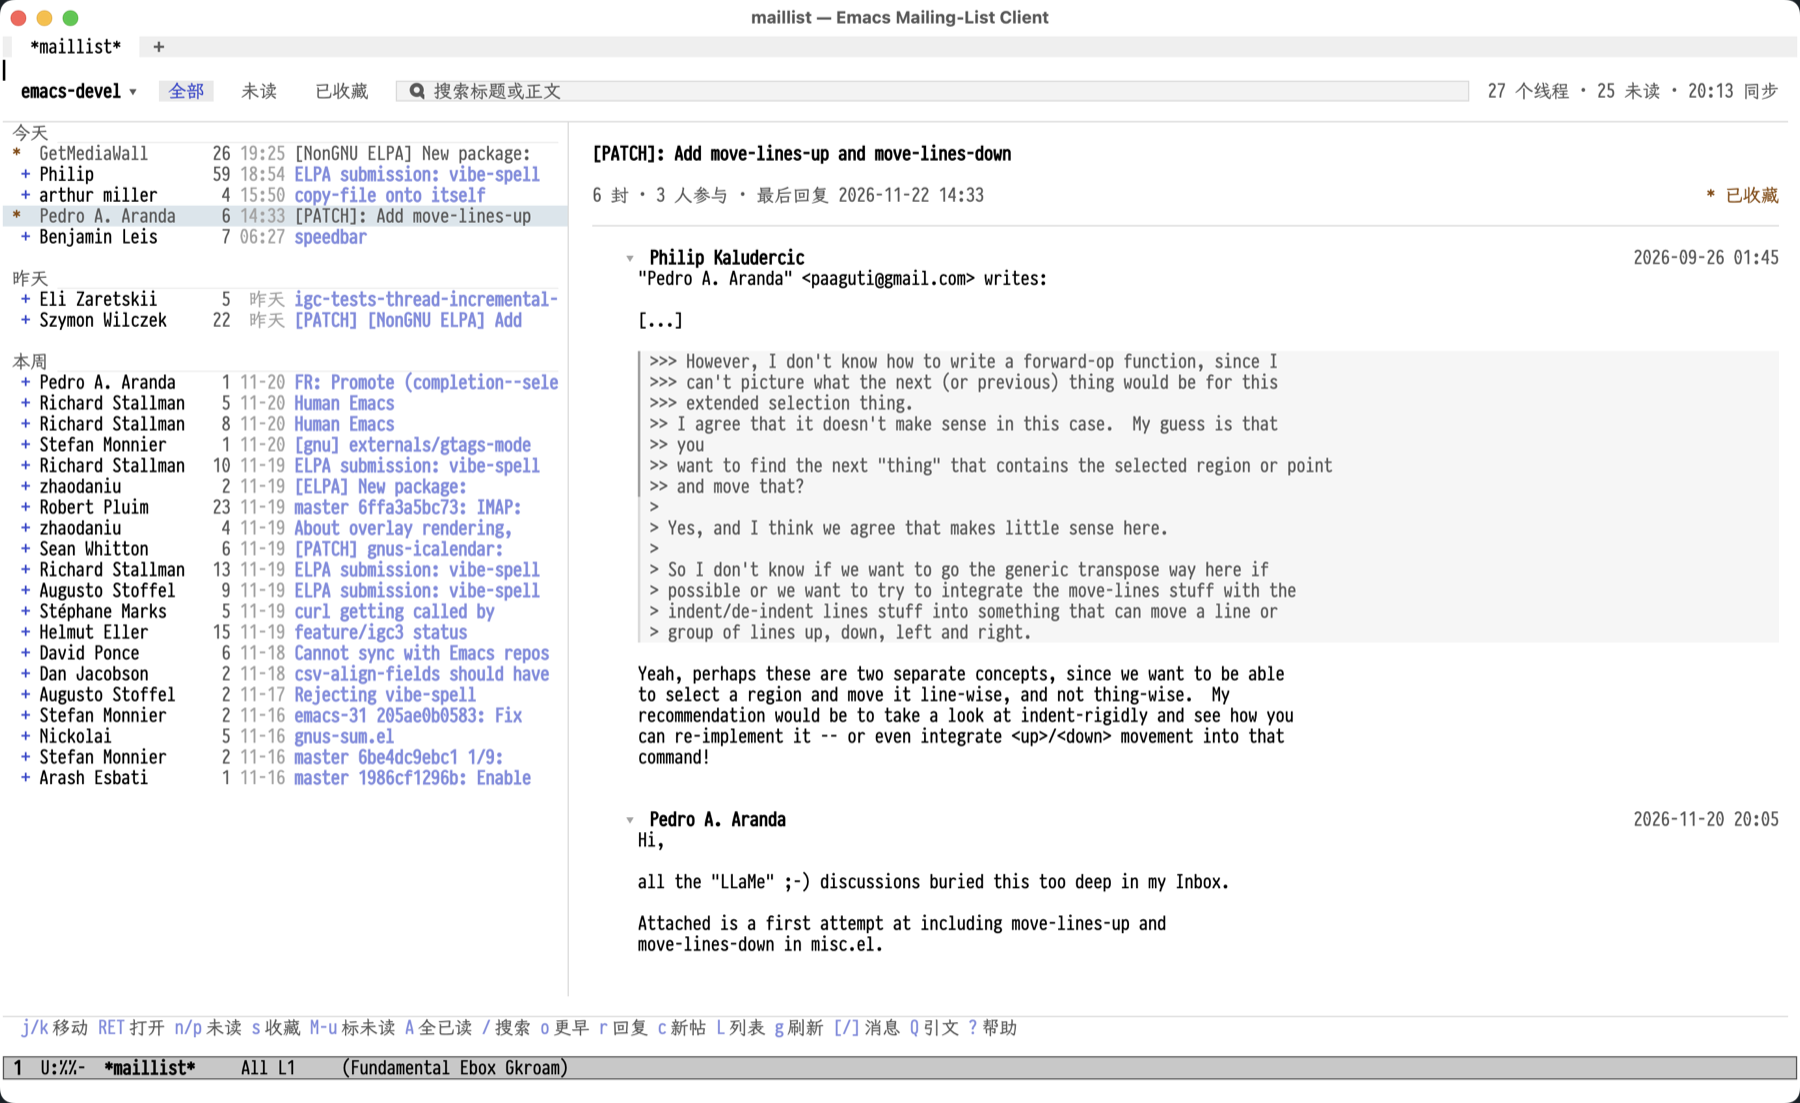 maillist — Emacs Mailing-List Client
*maillist* +
emacs-devel ▾ 全部 未读 已收藏 搜索标题或正文 27 个线程 · 25 未读 · 20:13 同步
今天
* GetMediaWall 26 19:25 [NonGNU ELPA] New package:
+ Philip 59 18:54 ELPA submission: vibe-spell
+ arthur miller 4 15:50 copy-file onto itself
* Pedro A. Aranda 6 14:33 [PATCH]: Add move-lines-up
+ Benjamin Leis 7 06:27 speedbar
昨天
+ Eli Zaretskii 5 昨天 igc-tests-thread-incremental-
+ Szymon Wilczek 22 昨天 [PATCH] [NonGNU ELPA] Add
本周
+ Pedro A. Aranda 1 11-20 FR: Promote (completion--sele
+ Richard Stallman 5 11-20 Human Emacs
+ Richard Stallman 8 11-20 Human Emacs
+ Stefan Monnier 1 11-20 [gnu] externals/gtags-mode
+ Richard Stallman 10 11-19 ELPA submission: vibe-spell
+ zhaodaniu 2 11-19 [ELPA] New package:
+ Robert Pluim 23 11-19 master 6ffa3a5bc73: IMAP:
+ zhaodaniu 4 11-19 About overlay rendering,
+ Sean Whitton 6 11-19 [PATCH] gnus-icalendar:
+ Richard Stallman 13 11-19 ELPA submission: vibe-spell
+ Augusto Stoffel 9 11-19 ELPA submission: vibe-spell
+ Stéphane Marks 5 11-19 curl getting called by
+ Helmut Eller 15 11-19 feature/igc3 status
+ David Ponce 6 11-18 Cannot sync with Emacs repos
+ Dan Jacobson 2 11-18 csv-align-fields should have
+ Augusto Stoffel 2 11-17 Rejecting vibe-spell
+ Stefan Monnier 2 11-16 emacs-31 205ae0b0583: Fix
+ Nickolai 5 11-16 gnus-sum.el
+ Stefan Monnier 2 11-16 master 6be4dc9ebc1 1/9:
+ Arash Esbati 1 11-16 master 1986cf1296b: Enable
[PATCH]: Add move-lines-up and move-lines-down
6 封 · 3 人参与 · 最后回复 2026-11-22 14:33 * 已收藏
▾ Philip Kaludercic 2026-09-26 01:45
"Pedro A. Aranda" <paaguti@gmail.com> writes:
[...]
>>> However, I don't know how to write a forward-op function, since I
>>> can't picture what the next (or previous) thing would be for this
>>> extended selection thing.
>> I agree that it doesn't make sense in this case.  My guess is that
>> you
>> want to find the next "thing" that contains the selected region or point
>> and move that?
>
> Yes, and I think we agree that makes little sense here.
>
> So I don't know if we want to go the generic transpose way here if
> possible or we want to try to integrate the move-lines stuff with the
> indent/de-indent lines stuff into something that can move a line or
> group of lines up, down, left and right.
Yeah, perhaps these are two separate concepts, since we want to be able
to select a region and move it line-wise, and not thing-wise.  My
recommendation would be to take a look at indent-rigidly and see how you
can re-implement it -- or even integrate <up>/<down> movement into that
command!
▾ Pedro A. Aranda 2026-11-20 20:05
Hi,
all the "LLaMe" ;-) discussions buried this too deep in my Inbox.
Attached is a first attempt at including move-lines-up and
move-lines-down in misc.el.
j/k移动 RET打开 n/p未读 s收藏 M-u标未读 A全已读 /搜索 o更早 r回复 c新帖 L列表 g刷新 [/]消息 Q引文 ?帮助
1 U:%%- *maillist* All L1 (Fundamental Ebox Gkroam)